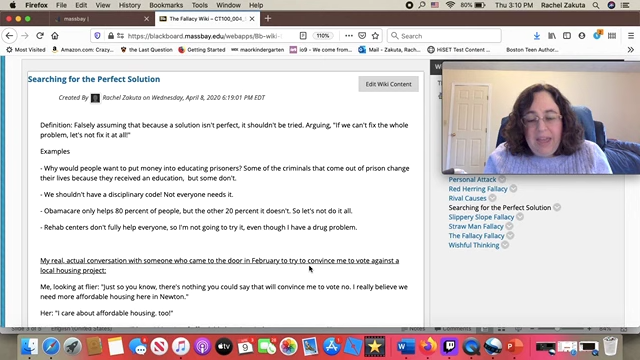 Firefox File Edit View History Bookmarks Tools Window Help
80% Thu 3:10 PM Rachel Zakuta
massbay |
The Fallacy Wiki – CT100_004_
https://blackboard.massbay.edu/webapps/Bb-wiki-
110%
Most Visited Amazon.com: Crazy... the Last Question Getting Started maorikindergarten io9 Mail - Zakuta, Rach... HiSET Test Content Boston Teen Author...
Searching for the Perfect Solution
Edit Wiki Content
Created By Rachel Zakuta on Wednesday, April 8, 2020 6:19:01 PM EDT
Definition: Falsely assuming that because a solution isn't perfect, it shouldn't be tried. Arguing, "If we can't fix the whole
problem, let's not fix it at all!"
Examples
- Why would people want to put money into educating prisoners? Some of the criminals that come out of prison change
their lives because they received an education, but some don't.
- We shouldn't have a disciplinary code! Not everyone needs it.
- Obamacare only helps 80 percent of people, but the other 20 percent it doesn't. So let's not do it all.
- Rehab centers don't fully help everyone, so I'm not going to try it, even though I have a drug problem.
My real, actual conversation with someone who came to the door in February to try to convince me to vote against a
local housing project:
Me, looking at flier: "Just so you know, there's nothing you could say that will convince me to vote no. I really believe we
need more affordable housing here in Newton."
Her: "I care about affordable housing, too!"
Personal Attack
Red Herring Fallacy
Rival Causes
Searching for the Perfect Solution
Slippery Slope Fallacy
Straw Man Fallacy
The Fallacy Fallacy
Wishful Thinking